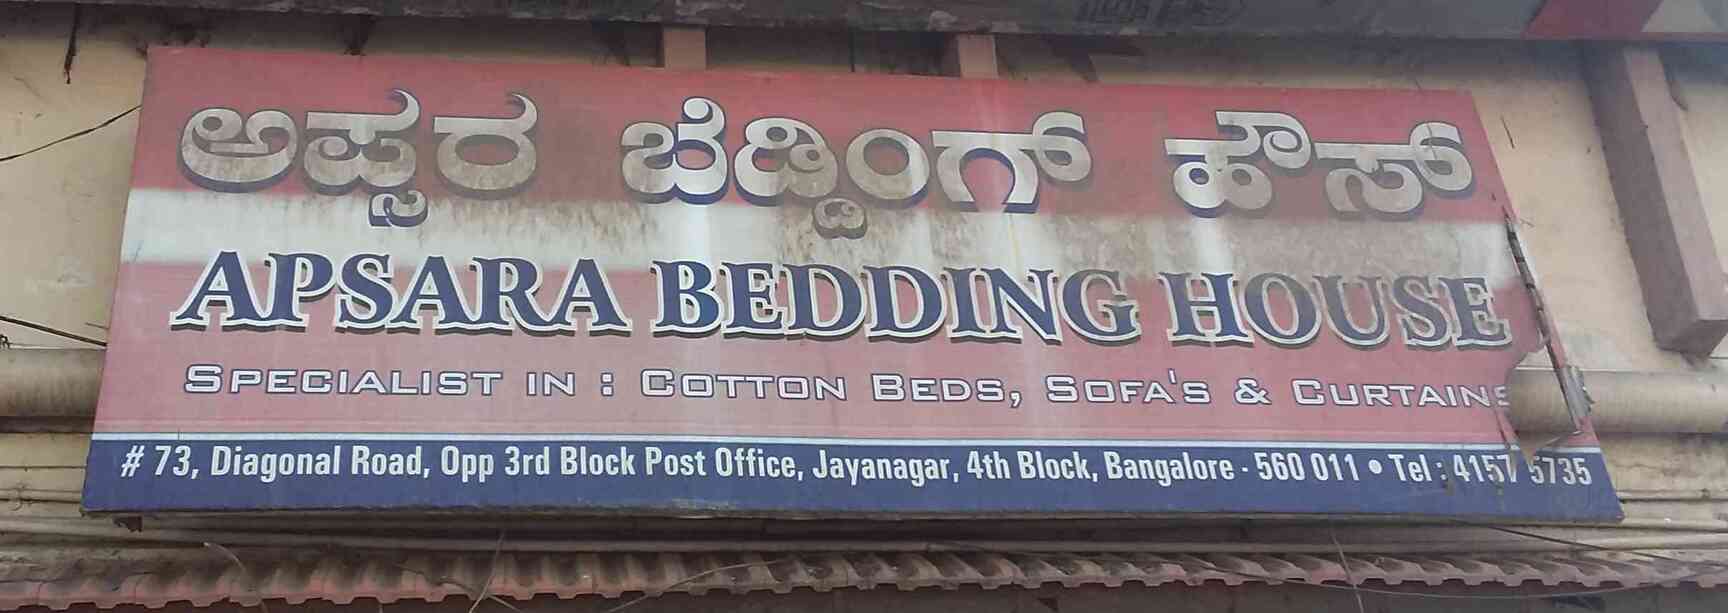 ಅಪ್ಸರ ಬೆಡ್ಡಿಂಗ್ ಹೌಸ್
APSARA BEDDING HOUSE
SPECIALIST IN : COTTON BEDS, SOFA'S & CURTAINS
# 73, Diagonal Road, Opp 3rd Block Post Office, Jayanagar, 4th Block, Bangalore - 560 011 • Tel : 4157 5735